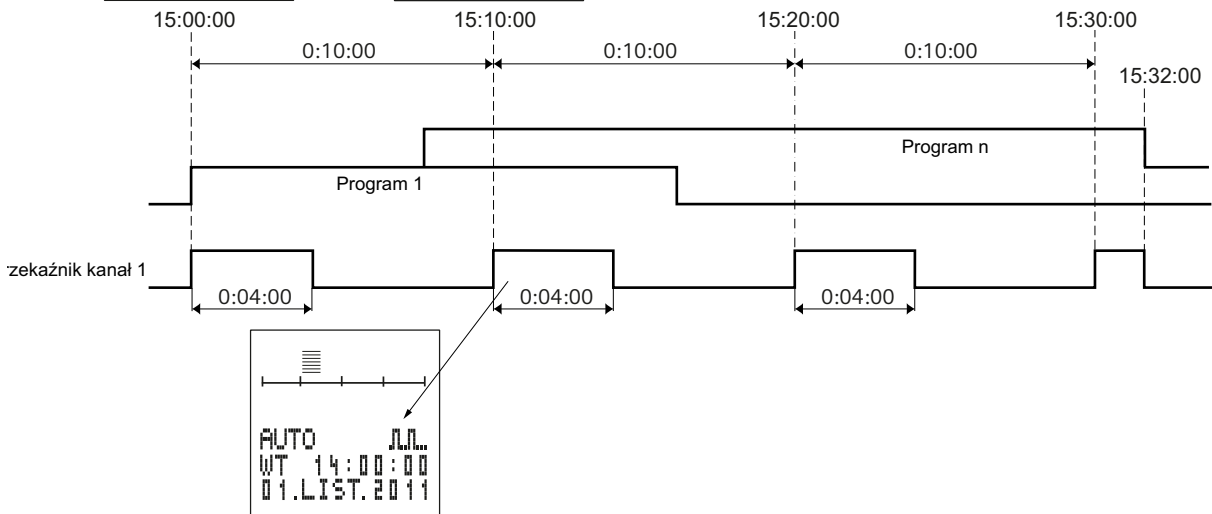 15:00:00 15:10:00 15:20:00 15:30:00
0:10:00 0:10:00 0:10:00
15:32:00
Program n
Program 1
rzekaźnik kanał 1
0:04:00 0:04:00 0:04:00
AUTO
WT 14:00:00
01.LIST.2011